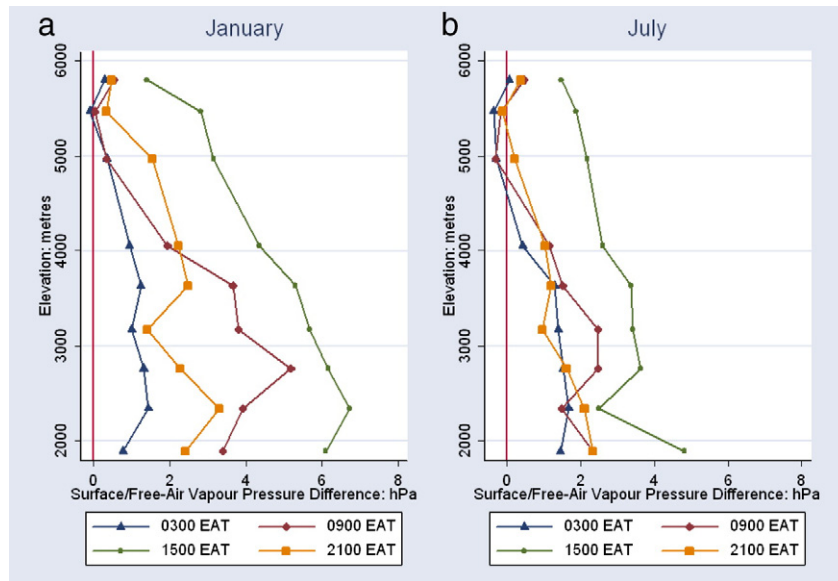 a
January
6000
5000
4000
3000
2000
Elevation: metres
0 2 4 6 8
Surface/Free-Air Vapour Pressure Difference: hPa
0300 EAT 0900 EAT
1500 EAT 2100 EAT
b
July
6000
5000
4000
3000
2000
Elevation: metres
0 2 4 6 8
Surface/Free-Air Vapour Pressure Difference: hPa
0300 EAT 0900 EAT
1500 EAT 2100 EAT